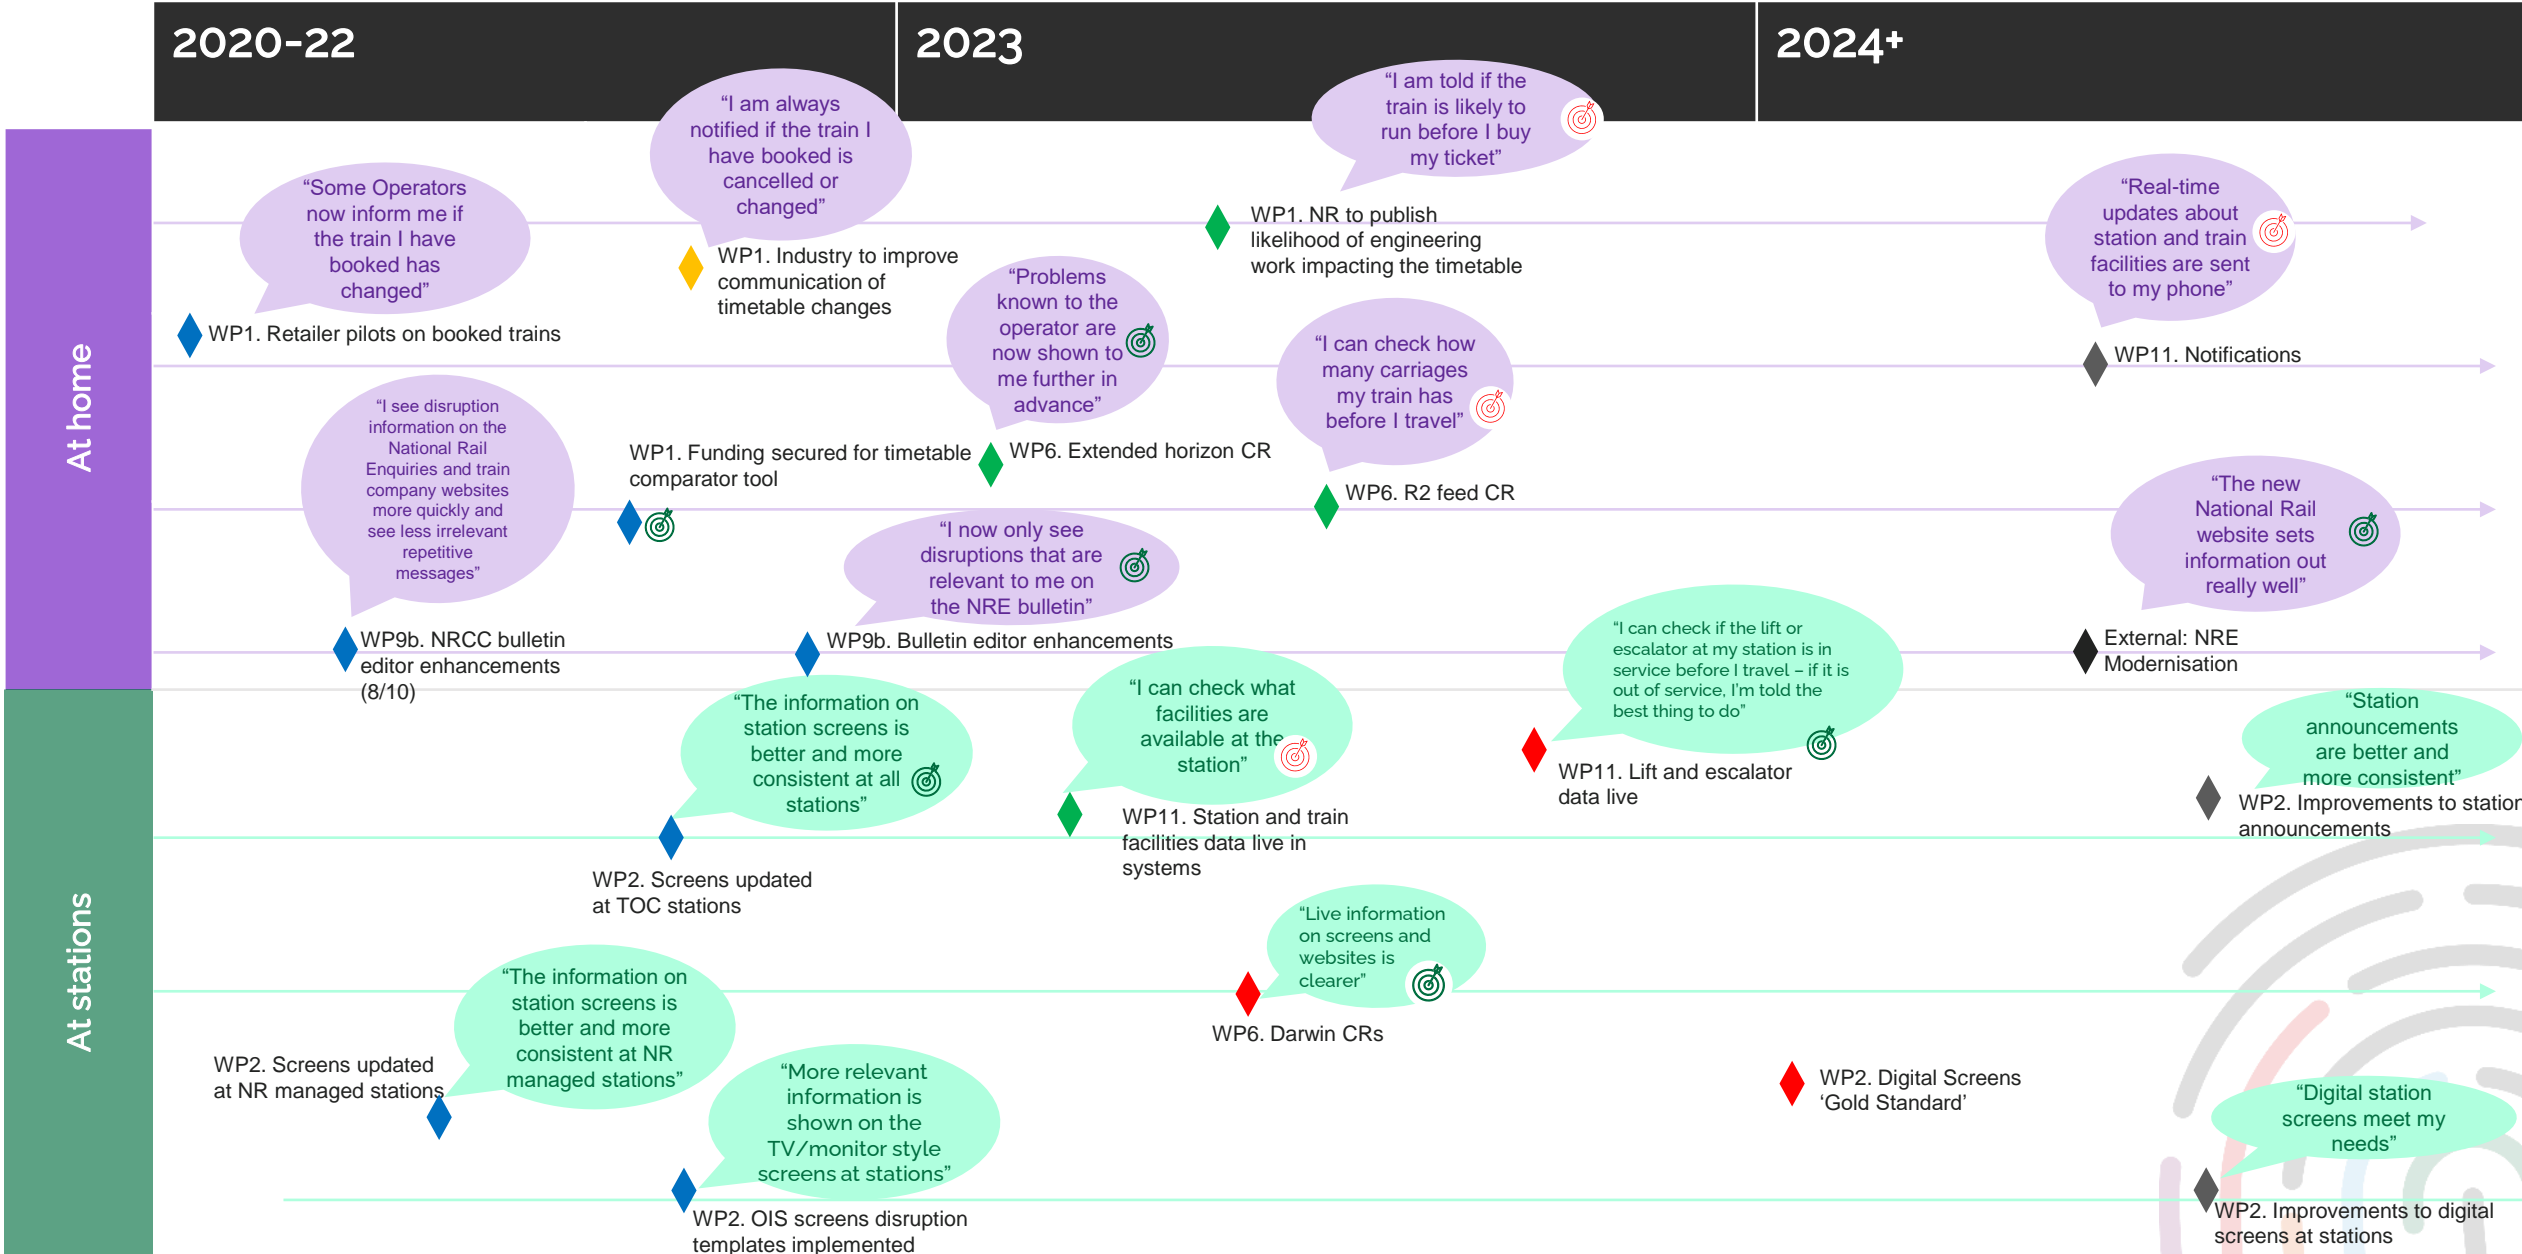 2020-22
2023
2024+
At home
“I am always
notified if the train I
have booked is
cancelled or
changed”
“I am told if the
train is likely to
run before I buy
my ticket”
“Some Operators
now inform me if
the train I have
booked has
changed”
“Real-time
updates about
station and train
facilities are sent
to my phone”
WP1. NR to publish
likelihood of engineering
work impacting the timetable
WP1. Industry to improve
communication of
timetable changes
“Problems
known to the
operator are
now shown to
me further in
advance”
WP1. Retailer pilots on booked trains
“I can check how
many carriages
my train has
before I travel”
WP11. Notifications
“I see disruption
information on the
National Rail
Enquiries and train
company websites
more quickly and
see less irrelevant
repetitive
messages”
WP1. Funding secured for timetable
comparator tool
WP6. Extended horizon CR
WP6. R2 feed CR
“The new
National Rail
website sets
information out
really well”
“I now only see
disruptions that are
relevant to me on
the NRE bulletin”
WP9b. NRCC bulletin
editor enhancements
(8/10)
WP9b. Bulletin editor enhancements
External: NRE
Modernisation
At stations
“I can check if the lift or
escalator at my station is in
service before I travel – if it is
out of service, I’m told the
best thing to do”
“The information on
station screens is
better and more
consistent at all
stations”
“I can check what
facilities are
available at the
station”
“Station
announcements
are better and
more consistent”
WP11. Lift and escalator
data live
WP2. Improvements to station
announcements
WP11. Station and train
facilities data live in
systems
WP2. Screens updated
at TOC stations
“Live information
on screens and
websites is
clearer”
“The information on
station screens is
better and more
consistent at NR
managed stations”
WP6. Darwin CRs
WP2. Screens updated
at NR managed stations
“More relevant
information is
shown on the
TV/monitor style
screens at stations”
WP2. Digital Screens
‘Gold Standard’
“Digital station
screens meet my
needs”
WP2. OIS screens disruption
templates implemented
WP2. Improvements to digital
screens at stations